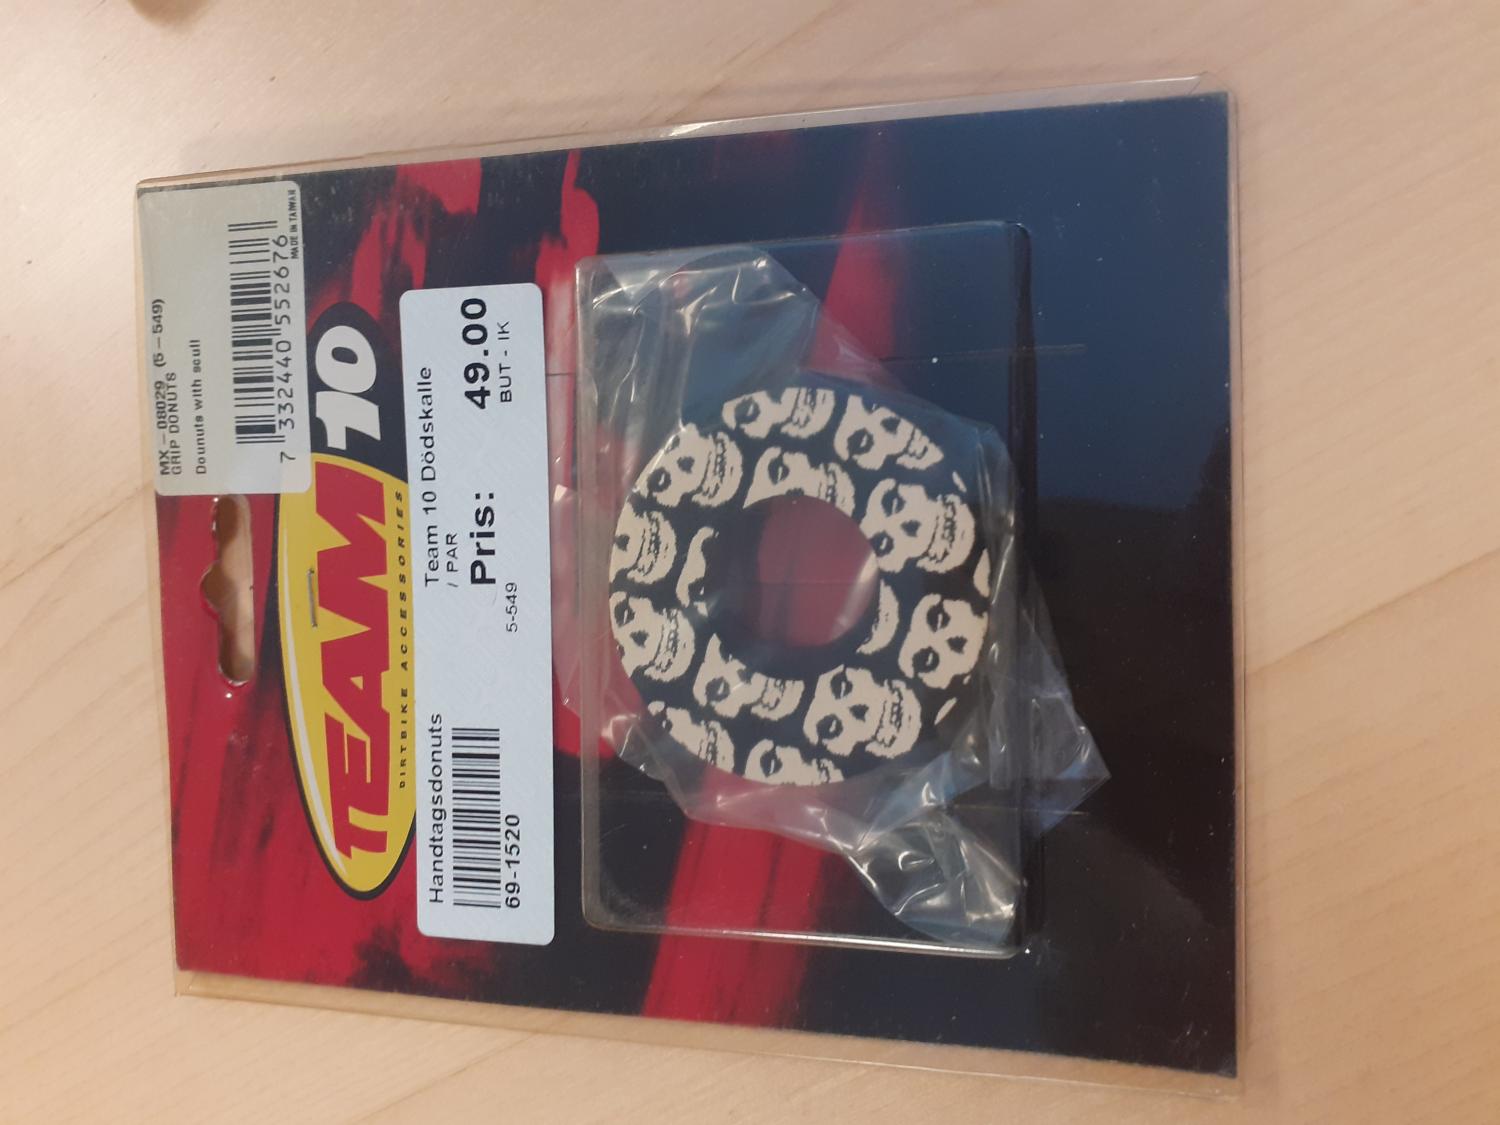 MX-08029 (5-549)
GRIP DONUTS
Dounuts with scull
7 332440 552676
MADE IN TAIWAN
TEAM 10
DIRTBIKE ACCESSORIES
Handtagsdonuts Team 10 Dödskalle
/ PAR
Pris: 49.00
69-1520 5-549 BUT - IK